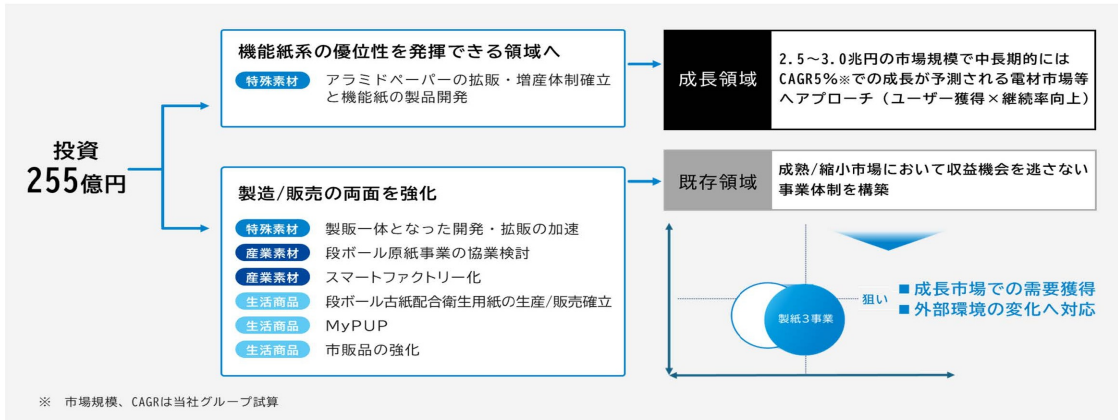 投資
255億円
機能紙系の優位性を発揮できる領域へ
特殊素材 アラミドペーパーの拡販・増産体制確立
と機能紙の製品開発
成長領域
2.5~3.0兆円の市場規模で中長期的には
CAGR5%※での成長が予測される電材市場等
へアプローチ（ユーザー獲得×継続率向上）
製造/販売の両面を強化
特殊素材 製販一体となった開発・拡販の加速
産業素材 段ボール原紙事業の協業検討
産業素材 スマートファクトリー化
生活商品 段ボール古紙配合衛生用紙の生産/販売確立
生活商品 MyPUP
生活商品 市販品の強化
既存領域
成熟/縮小市場において収益機会を逃さない
事業体制を構築
製紙3事業
狙い
■ 成長市場での需要獲得
■ 外部環境の変化へ対応
※ 市場規模、CAGRは当社グループ試算